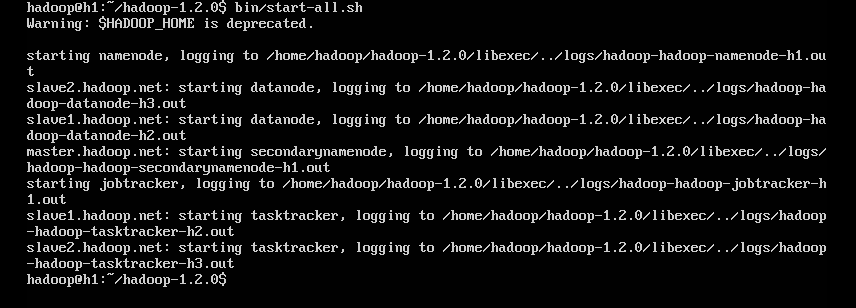 hadoop@h1:~/hadoop-1.2.0$ bin/start-all.sh
Warning: $HADOOP_HOME is deprecated.
starting namenode, logging to /home/hadoop/hadoop-1.2.0/libexec/../logs/hadoop-hadoop-namenode-h1.ou
t
slave2.hadoop.net: starting datanode, logging to /home/hadoop/hadoop-1.2.0/libexec/../logs/hadoop-ha
doop-datanode-h3.out
slave1.hadoop.net: starting datanode, logging to /home/hadoop/hadoop-1.2.0/libexec/../logs/hadoop-ha
doop-datanode-h2.out
master.hadoop.net: starting secondarynamenode, logging to /home/hadoop/hadoop-1.2.0/libexec/../logs/
hadoop-hadoop-secondarynamenode-h1.out
starting jobtracker, logging to /home/hadoop/hadoop-1.2.0/libexec/../logs/hadoop-hadoop-jobtracker-h
1.out
slave1.hadoop.net: starting tasktracker, logging to /home/hadoop/hadoop-1.2.0/libexec/../logs/hadoop
-hadoop-tasktracker-h2.out
slave2.hadoop.net: starting tasktracker, logging to /home/hadoop/hadoop-1.2.0/libexec/../logs/hadoop
-hadoop-tasktracker-h3.out
hadoop@h1:~/hadoop-1.2.0$